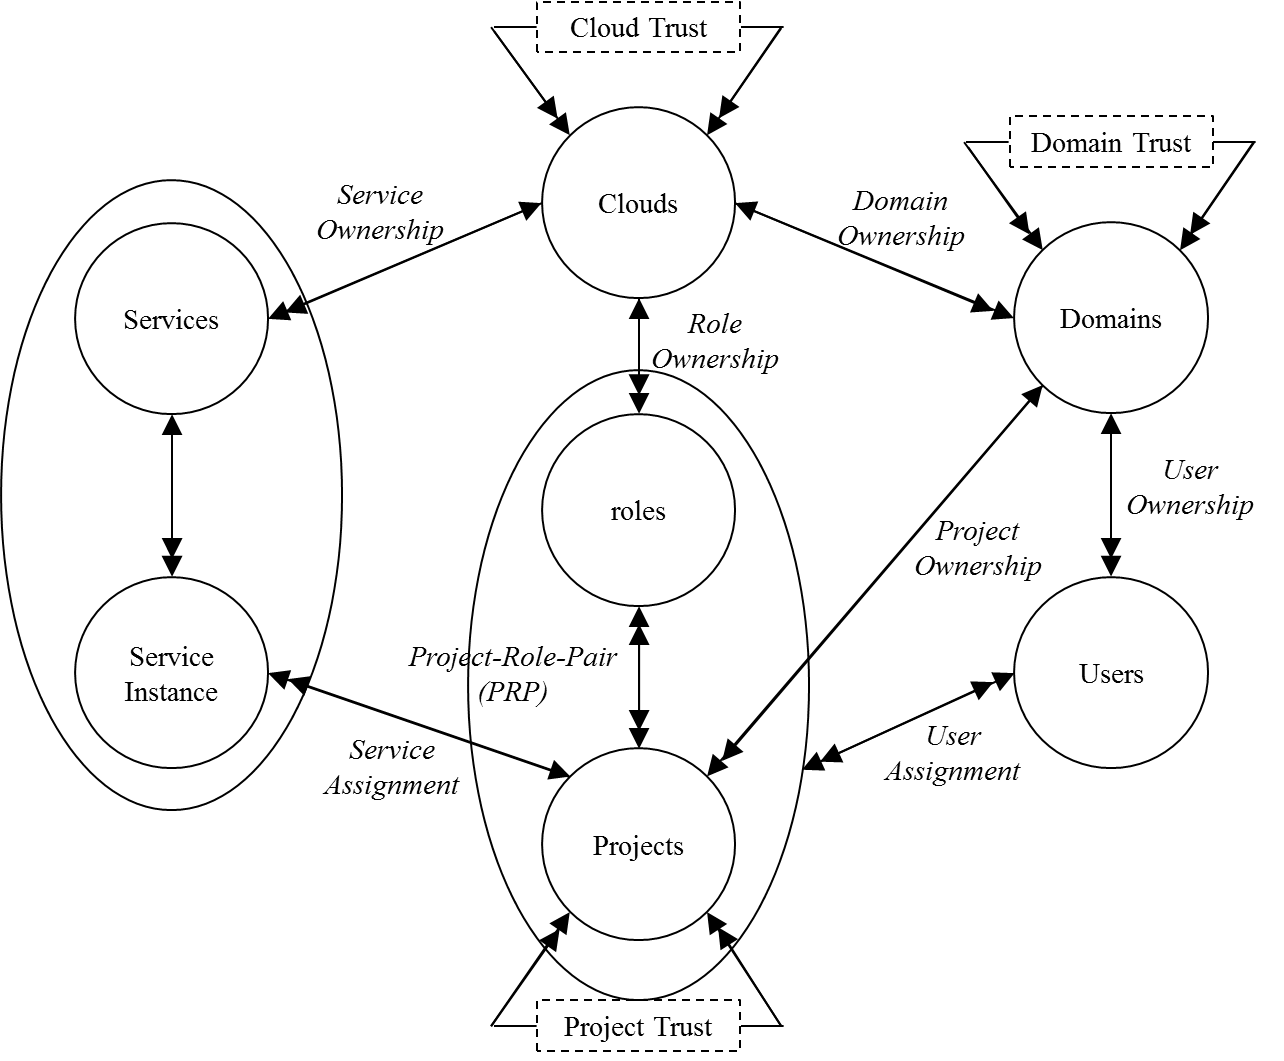 Cloud Trust
Domain Trust
Service
Ownership
Clouds
Domain
Ownership
Services
Role
Ownership
Domains
roles
User
Ownership
Project
Ownership
Service
Instance
Project-Role-Pair
(PRP)
Users
Service
Assignment
User
Assignment
Projects
Project Trust